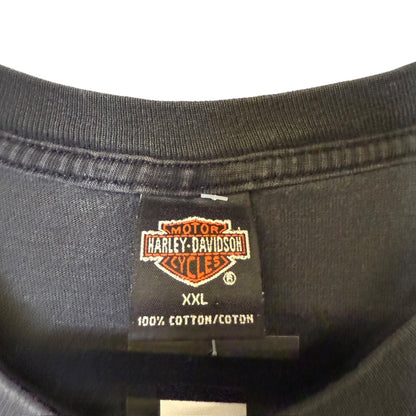 MOTOR
HARLEY-DAVIDSON
CYCLES
®
XXL
100% COTTON/COTON